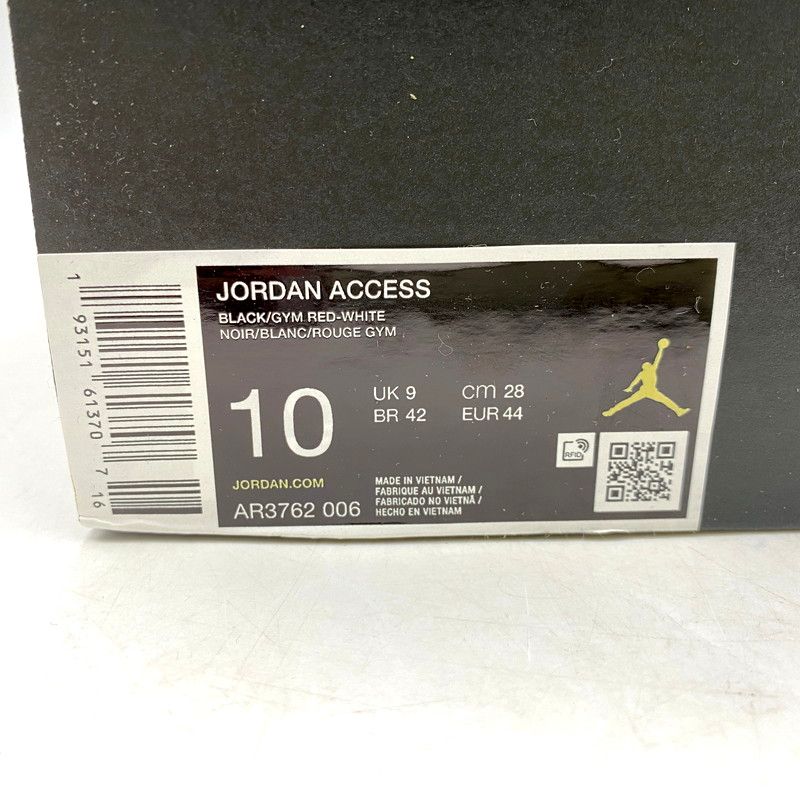 JORDAN ACCESS
BLACK/GYM RED-WHITE
NOIR/BLANC/ROUGE GYM
10
UK 9
cm 28
BR 42
EUR 44
RFID
JORDAN.COM
AR3762 006
MADE IN VIETNAM /
FABRIQUE AU VIETNAM /
FABRICADO NO VIETNÃ /
HECHO EN VIETNAM
1 93151 61370 7 16